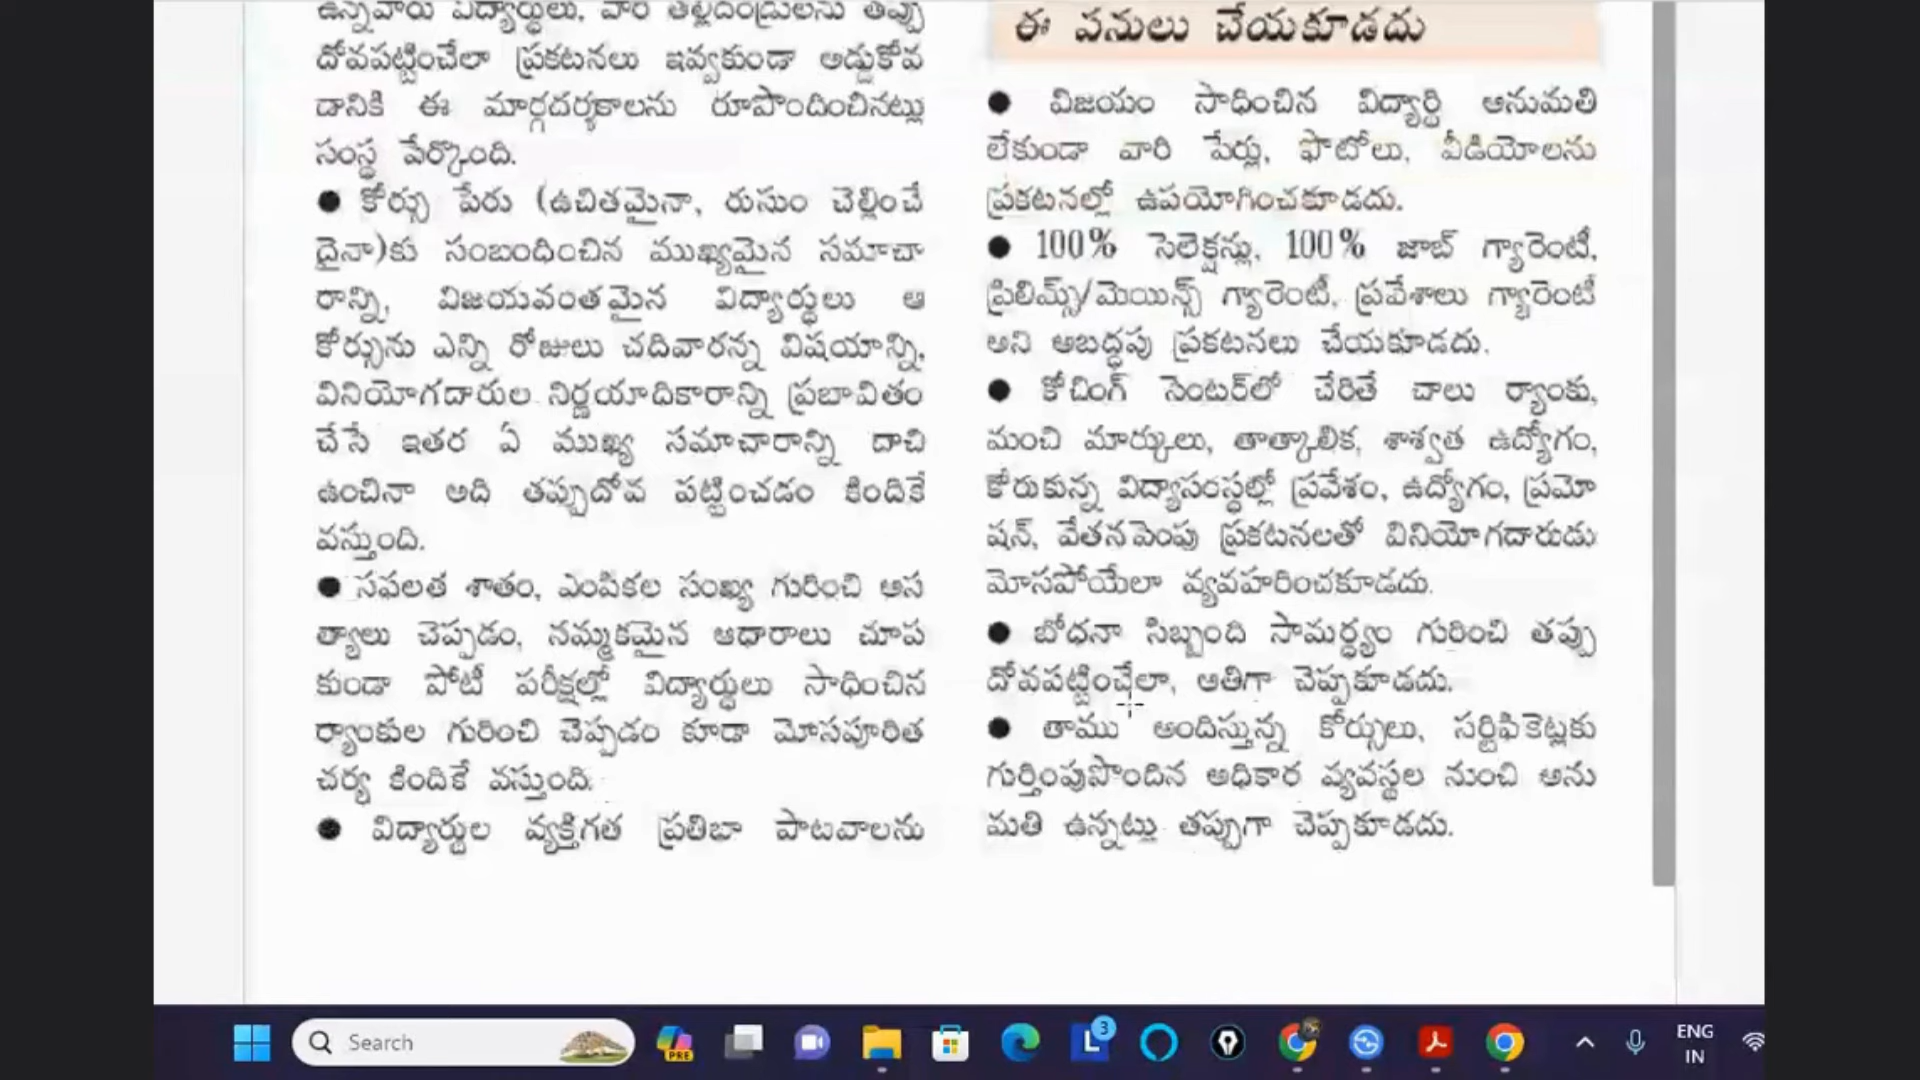 ఉన్నవారు విద్యార్థులు, వారి తల్లిదండ్రులను తప్పు
దోవపట్టించేలా ప్రకటనలు ఇవ్వకుండా అడ్డుకోవ
డానికి ఈ మార్గదర్శకాలను రూపొందించినట్లు
సంస్థ పేర్కొంది.
● కోర్సు పేరు (ఉచితమైనా, రుసుం చెల్లించే
దైనా)కు సంబంధించిన ముఖ్యమైన సమాచా
రాన్ని, విజయవంతమైన విద్యార్థులు ఆ
కోర్సును ఎన్ని రోజులు చదివారన్న విషయాన్ని,
వినియోగదారుల నిర్ణయాధికారాన్ని ప్రభావితం
చేసే ఇతర ఏ ముఖ్య సమాచారాన్ని దాచి
ఉంచినా అది తప్పుదోవ పట్టించడం కిందికే
వస్తుంది.
● సఫలత శాతం, ఎంపికల సంఖ్య గురించి అస
త్యాలు చెప్పడం, నమ్మకమైన ఆధారాలు చూప
కుండా పోటీ పరీక్షల్లో విద్యార్థులు సాధించిన
ర్యాంకుల గురించి చెప్పడం కూడా మోసపూరిత
చర్య కిందికే వస్తుంది.
● విద్యార్థుల వ్యక్తిగత ప్రతిభా పాటవాలను
ఈ పనులు చేయకూడదు
● విజయం సాధించిన విద్యార్థి అనుమతి
లేకుండా వారి పేర్లు, ఫొటోలు, వీడియోలను
ప్రకటనల్లో ఉపయోగించకూడదు.
● 100% సెలెక్షన్లు, 100% జాబ్ గ్యారెంటీ,
ప్రిలిమ్స్/మెయిన్స్ గ్యారెంటీ, ప్రవేశాలు గ్యారెంటీ
అని అబద్ధపు ప్రకటనలు చేయకూడదు.
● కోచింగ్ సెంటర్‌లో చేరితే చాలు ర్యాంకు,
మంచి మార్కులు, తాత్కాలిక, శాశ్వత ఉద్యోగం,
కోరుకున్న విద్యాసంస్థల్లో ప్రవేశం, ఉద్యోగం, ప్రమో
షన్, వేతనపెంపు ప్రకటనలతో వినియోగదారుడు
మోసపోయేలా వ్యవహరించకూడదు.
● బోధనా సిబ్బంది సామర్థ్యం గురించి తప్పు
దోవపట్టించేలా, అతిగా చెప్పకూడదు.
● తాము అందిస్తున్న కోర్సులు, సర్టిఫికెట్లకు
గుర్తింపుపొందిన అధికార వ్యవస్థల నుంచి అను
మతి ఉన్నట్లు తప్పుగా చెప్పకూడదు.
Search
PRE
L
3
ENG
IN